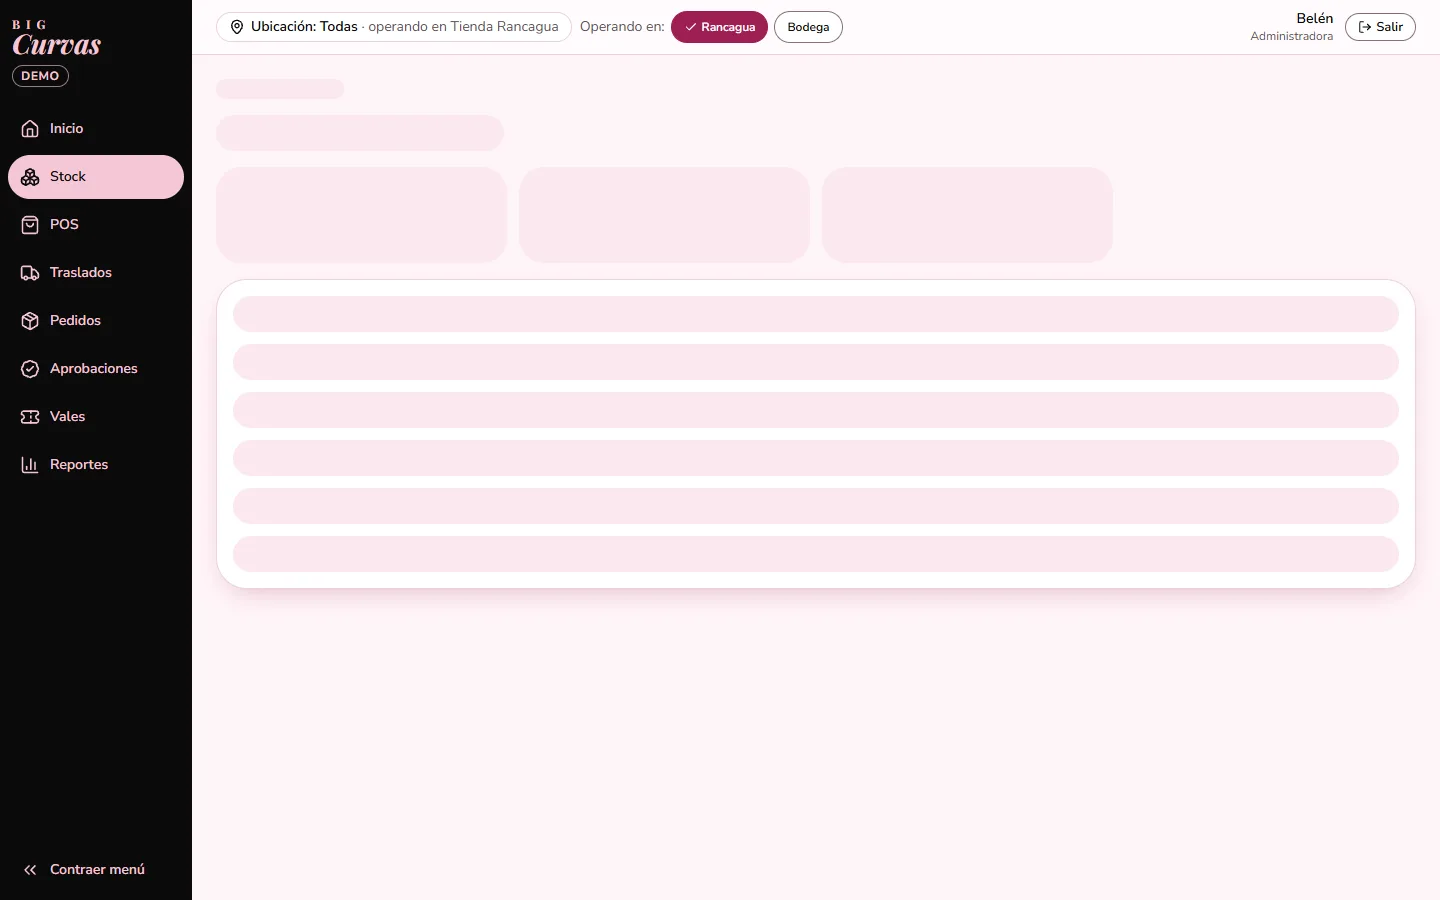 BIG
Curvas
DEMO
Inicio
Stock
POS
Traslados
Pedidos
Aprobaciones
Vales
Reportes
Contraer menú
Ubicación: Todas · operando en Tienda Rancagua
Operando en:
Rancagua
Bodega
Belén
Administradora
Salir